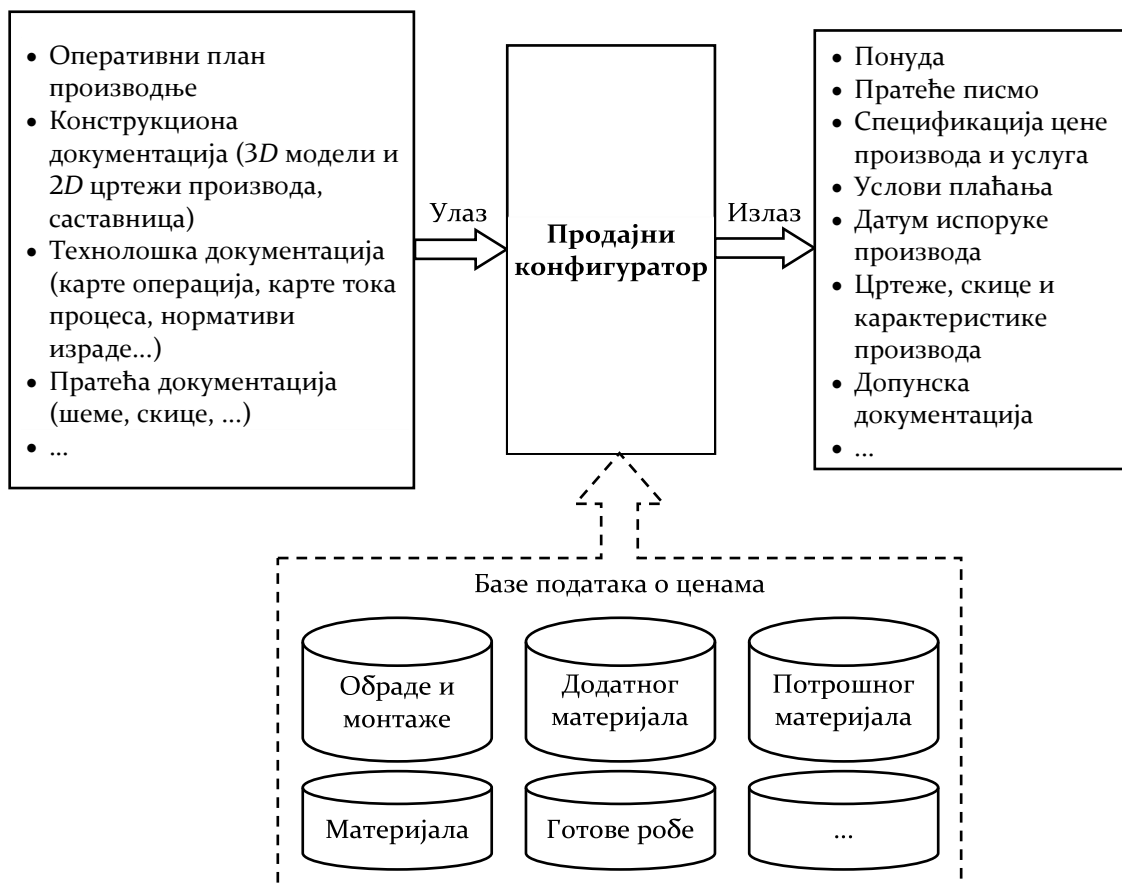 • Оперативни план
производње
• Конструкциона
документација (3D модели и
2D цртежи производа,
саставница)
• Технолошка документација
(карте операција, карте тока
процеса, нормативи
израде...)
• Пратећа документација
(шеме, скице, ...)
• ...
Улаз
Продајни
конфигуратор
Излаз
• Понуда
• Пратеће писмо
• Спецификација цене
производа и услуга
• Услови плаћања
• Датум испоруке
производа
• Цртеже, скице и
карактеристике
производа
• Допунска
документација
• ...
Базе података о ценама
Обраде и
монтаже
Додатног
материјала
Потрошног
материјала
Материјала
Готове робе
...